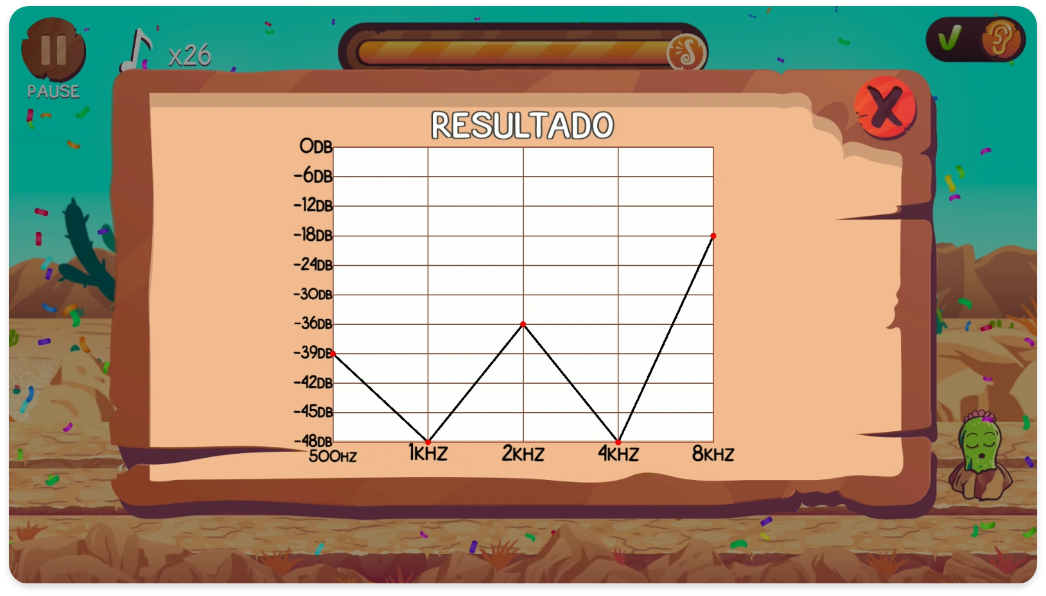 PAUSE
x26
RESULTADO
0DB
-6DB
-12DB
-18DB
-24DB
-30DB
-36DB
-39DB
-42DB
-45DB
-48DB
500HZ 1KHZ 2KHZ 4KHZ 8KHZ